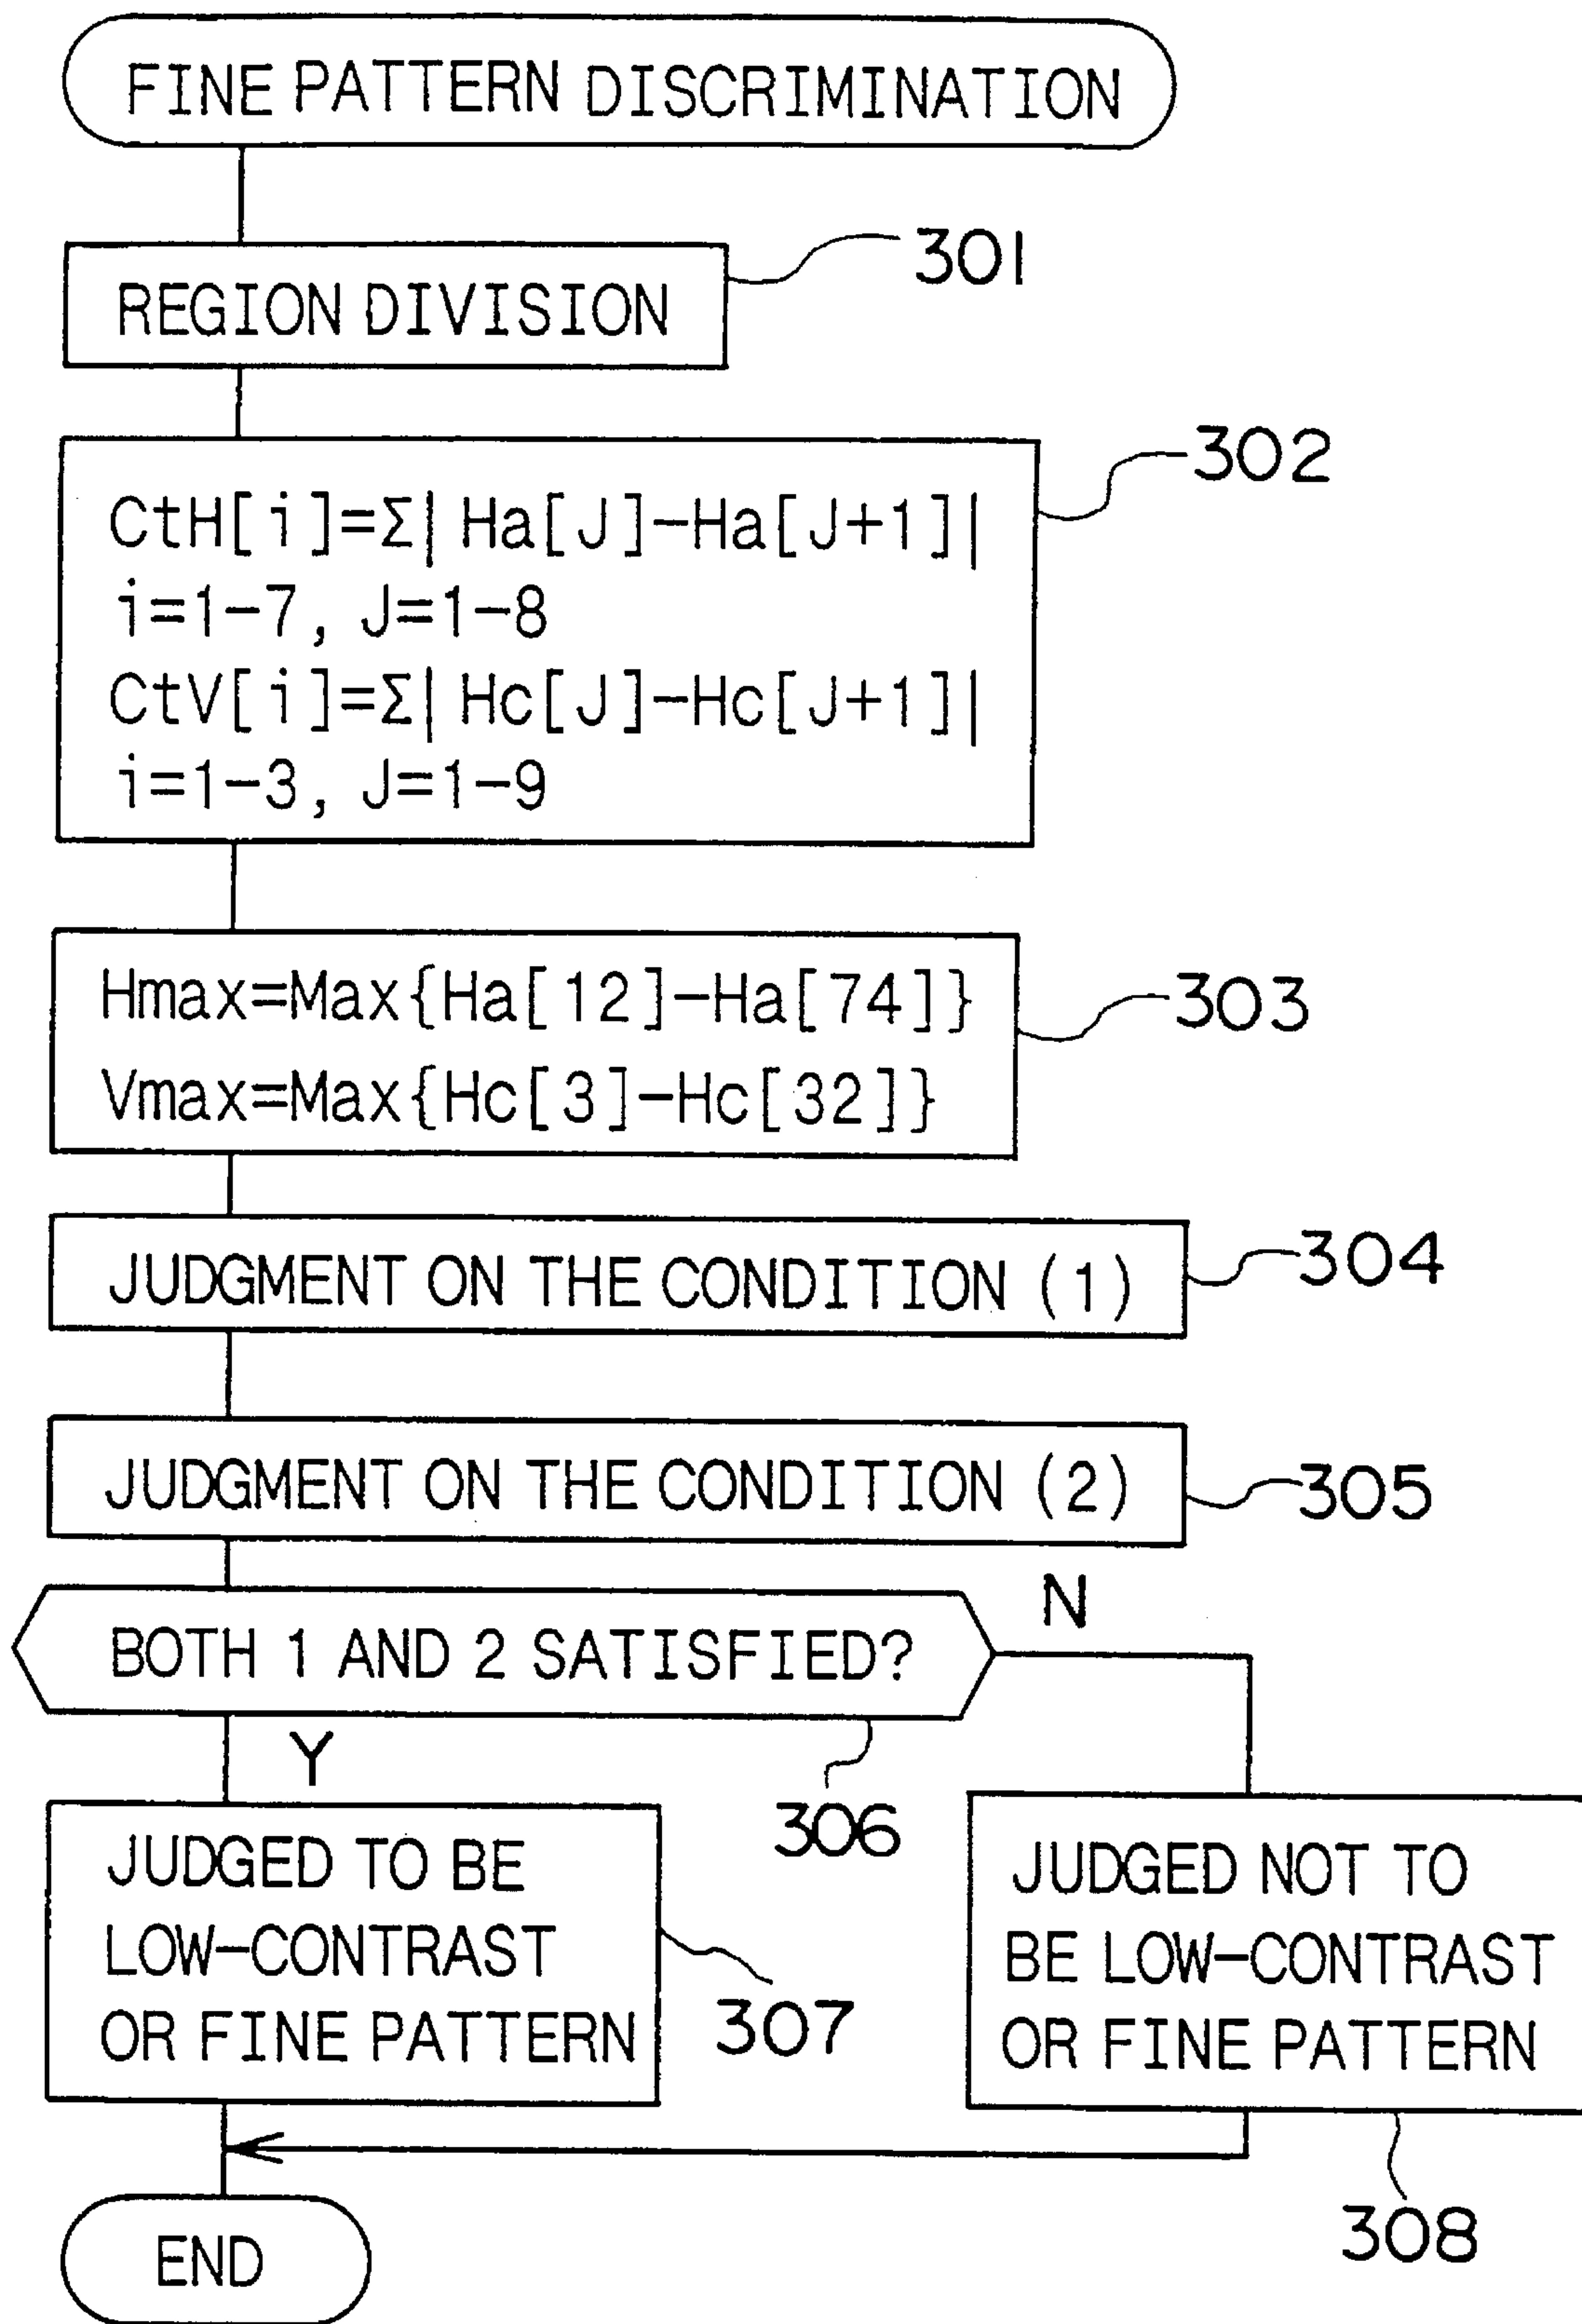 FINE PATTERN DISCRIMINATION
301
REGION DIVISION
302
CtH[i]=Σ| Ha[J]-Ha[J+1]|
i=1-7, J=1-8
CtV[i]=Σ| Hc[J]-Hc[J+1]|
i=1-3, J=1-9
303
Hmax=Max{Ha[12]-Ha[74]}
Vmax=Max{Hc[3]-Hc[32]}
JUDGMENT ON THE CONDITION (1)
304
JUDGMENT ON THE CONDITION (2)
305
N
BOTH 1 AND 2 SATISFIED?
Y
306
JUDGED TO BE
LOW-CONTRAST
OR FINE PATTERN
307
JUDGED NOT TO
BE LOW-CONTRAST
OR FINE PATTERN
308
END